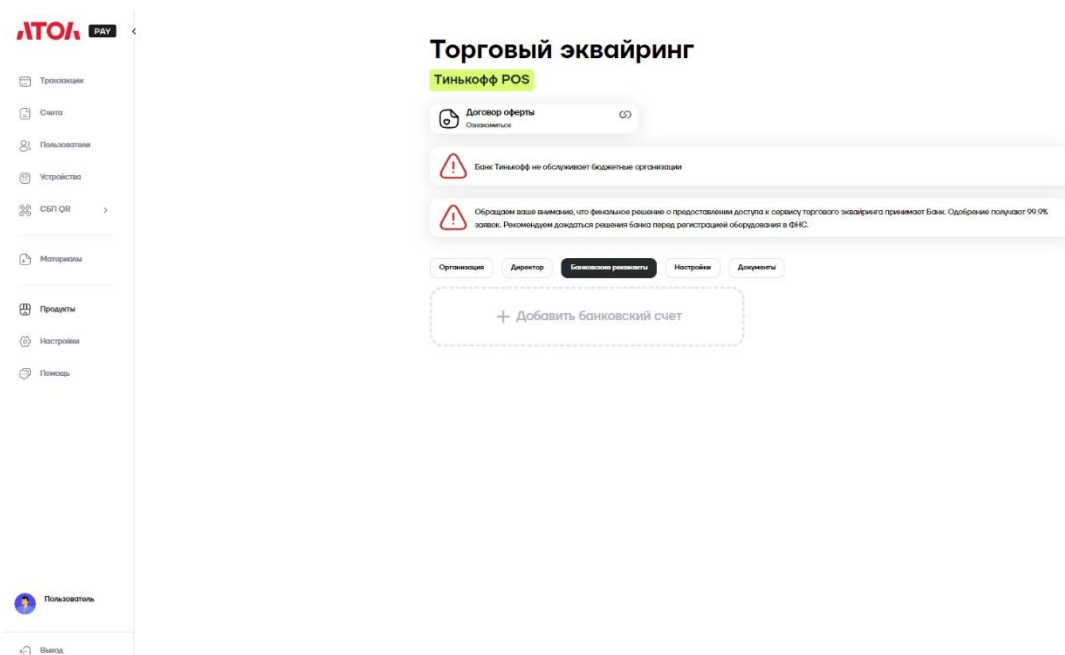 АТОЛ PAY
Транзакции
Счета
Пользователи
Устройства
СБП QR
Материалы
Продукты
Настройки
Помощь
Пользователь
Выход
Торговый эквайринг
Тинькофф POS
Договор оферты
Ознакомиться
Банк Тинькофф не обслуживает бюджетные организации
Обращаем ваше внимание, что финальное решение о предоставлении доступа к сервису торгового эквайринга принимает Банк. Одобрение получают 99,9%
заявок. Рекомендуем дождаться решения банка перед регистрацией оборудования в ФНС.
Организация Директор Банковские реквизиты Настройки Документы
+ Добавить банковский счет